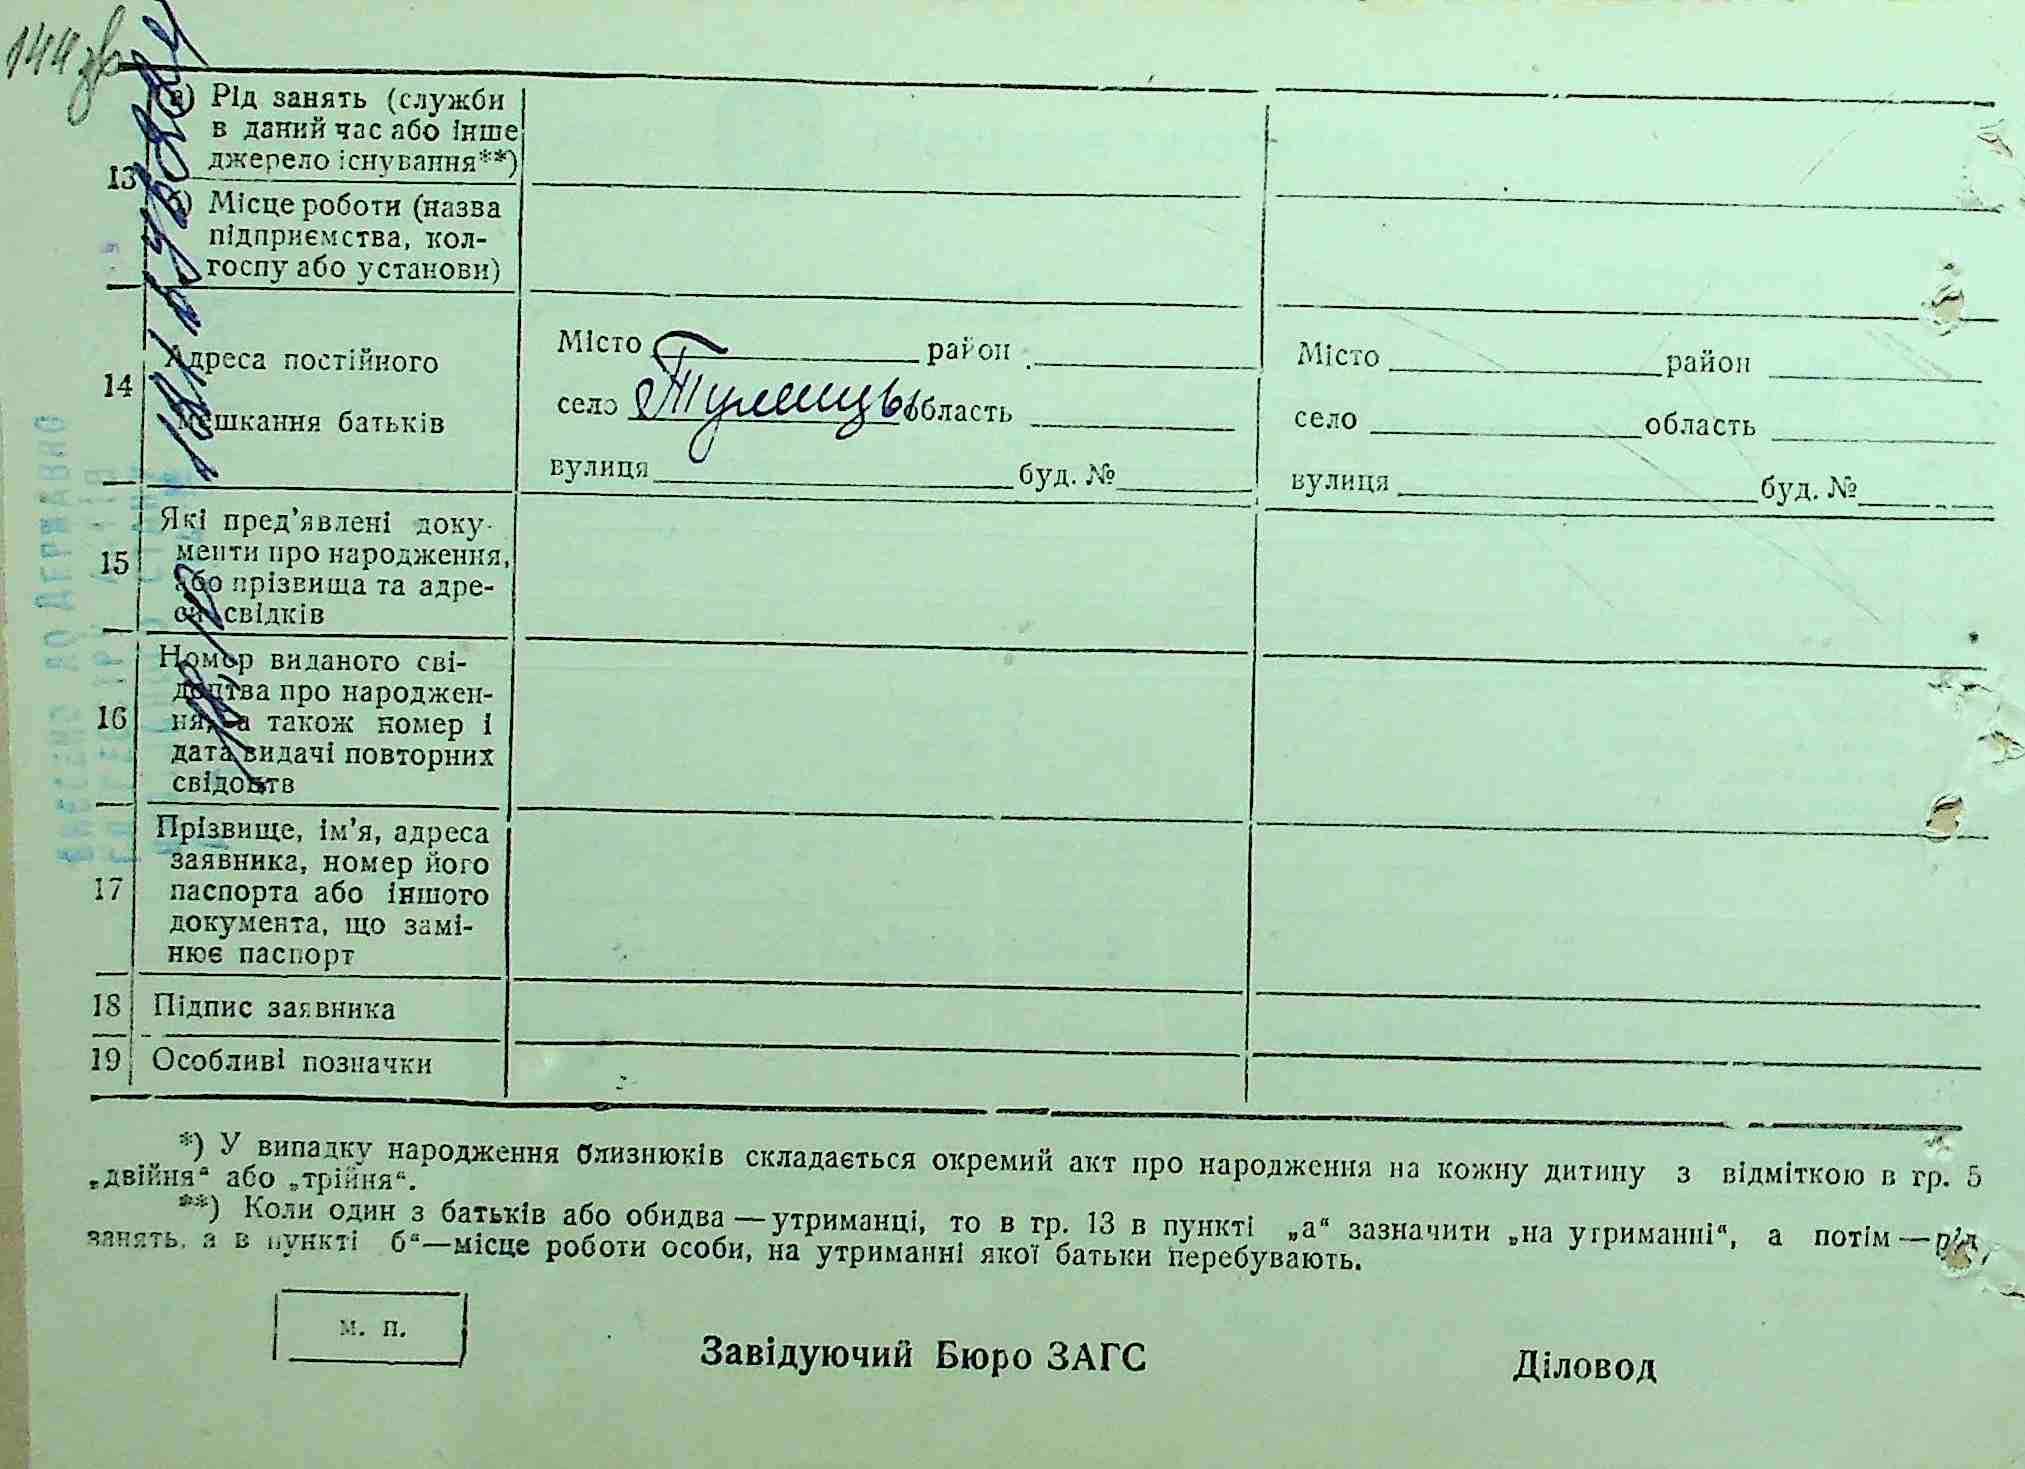 144 зв
13
а) Рід занять (служби
в даний час або інше
джерело існування**)
б) Місце роботи (назва
підприємства, кол-
госпу або установи)
14
Адреса постійного
мешкання батьків
Місто район
село Тулинці область
вулиця буд. №
Місто район
село область
вулиця буд. №
15
Які пред'явлені доку-
менти про народження,
або прізвища та адре-
си свідків
16
Номер виданого сві-
доцтва про народжен-
ня, а також номер і
дата видачі повторних
свідоцтв
17
Прізвище, ім'я, адреса
заявника, номер його
паспорта або іншого
документа, що замі-
нює паспорт
18 Підпис заявника
19 Особливі позначки
*) У випадку народження близнюків складається окремий акт про народження на кожну дитину з відміткою в гр. 5
„двійня“ або „трійня“.
**) Коли один з батьків або обидва — утриманці, то в гр. 13 в пункті „а“ зазначити „на утриманні“, а потім — рід
занять, а в пункті б“—місце роботи особи, на утриманні якої батьки перебувають.
м. п.
Завідуючий Бюро ЗАГС
Діловод
ВНЕСЕНО ДО ДЕРЖАВНО